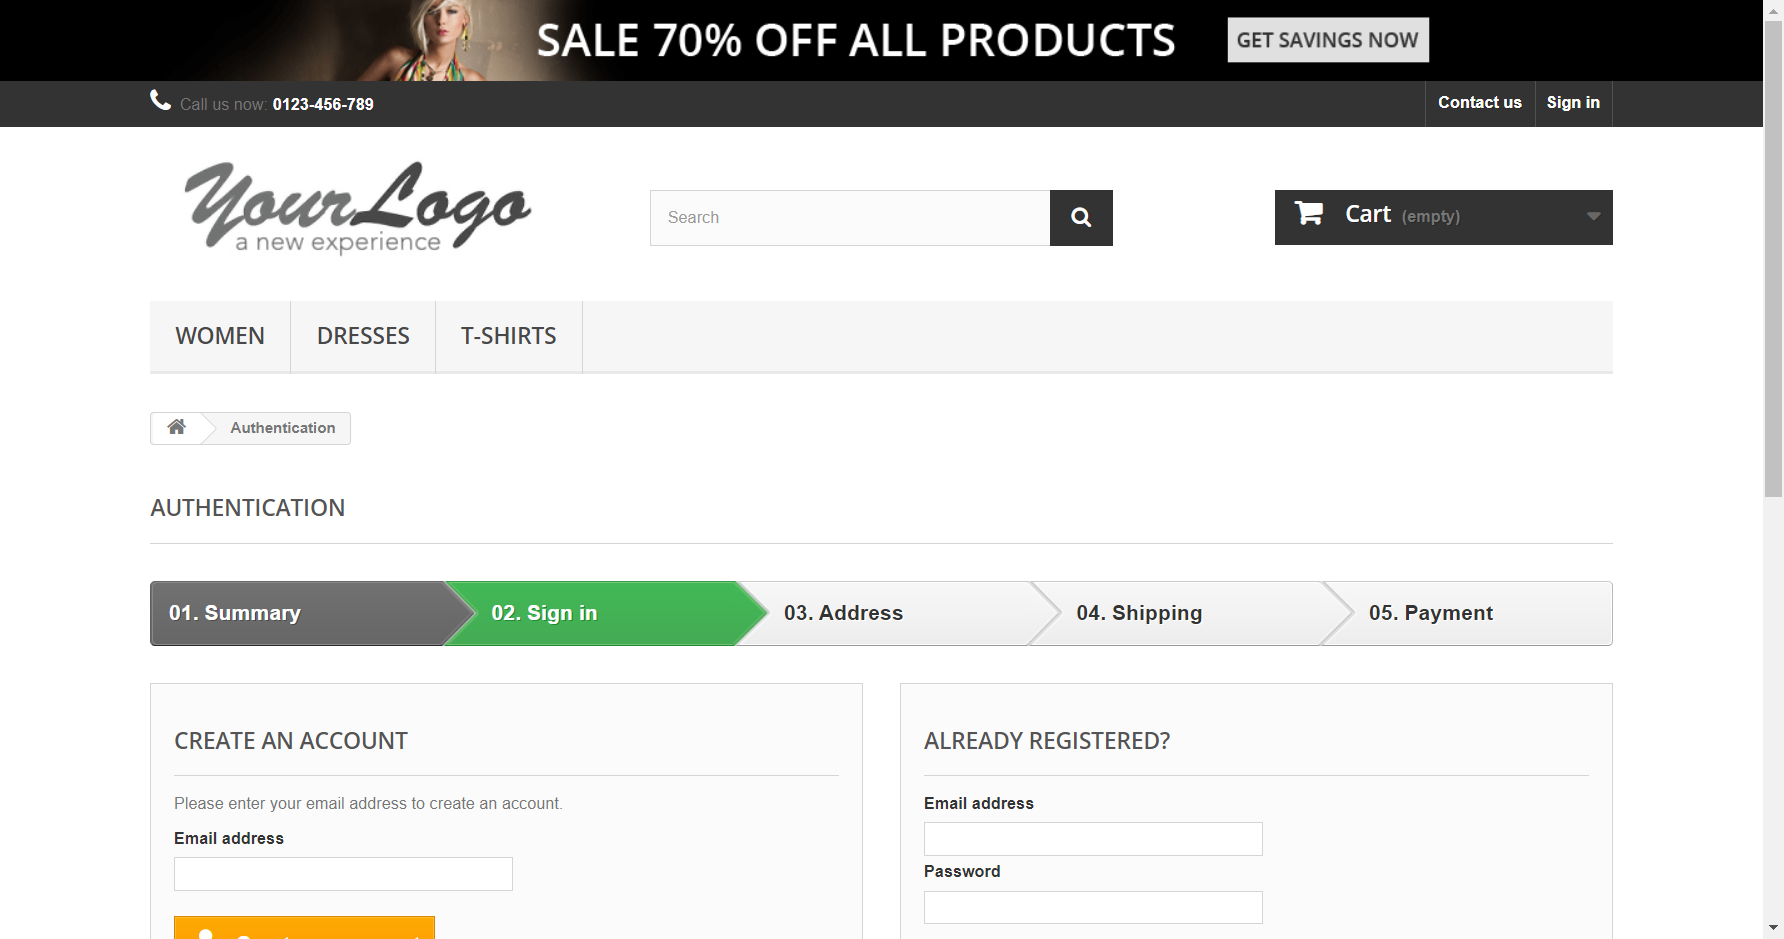 SALE 70% OFF ALL PRODUCTS
GET SAVINGS NOW
Call us now: 0123-456-789
Contact us
Sign in
YourLogo
a new experience
Search
Cart (empty)
WOMEN
DRESSES
T-SHIRTS
Authentication
AUTHENTICATION
01. Summary
02. Sign in
03. Address
04. Shipping
05. Payment
CREATE AN ACCOUNT
Please enter your email address to create an account.
Email address
ALREADY REGISTERED?
Email address
Password